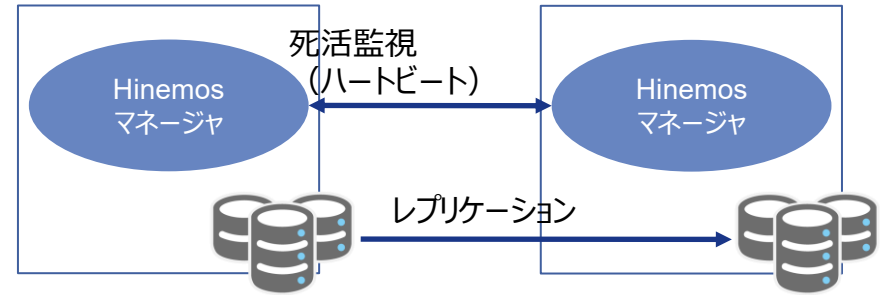 死活監視
（ハートビート）
Hinemos
マネージャ
Hinemos
マネージャ
レプリケーション